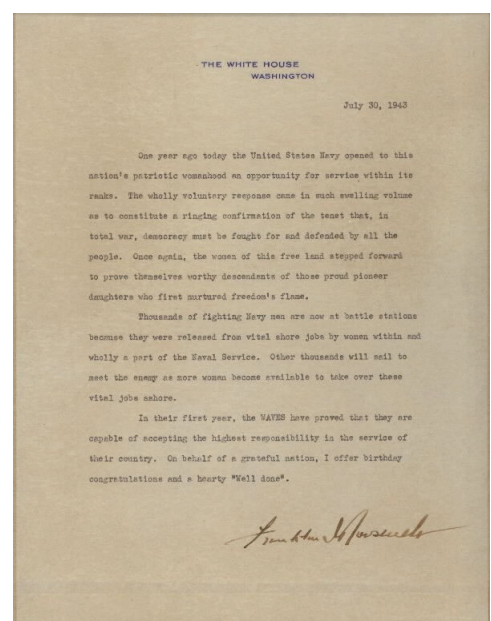 THE WHITE HOUSE
WASHINGTON
July 30, 1943
One year ago today the United States Navy opened to this
nation's patriotic womanhood an opportunity for service within its
ranks. The wholly voluntary response came in such swelling volume
as to constitute a ringing confirmation of the tenet that, in
total war, democracy must be fought for and defended by all the
people. Once again, the women of this free land stepped forward
to prove themselves worthy descendants of those proud pioneer
daughters who first nurtured freedom's flame.
Thousands of fighting Navy men are now at battle stations
because they were released from vital shore jobs by women within and
wholly a part of the Naval Service. Other thousands will sail to
meet the enemy as more women become available to take over these
vital jobs ashore.
In their first year, the WAVES have proved that they are
capable of accepting the highest responsibility in the service of
their country. On behalf of a grateful nation, I offer birthday
congratulations and a hearty "Well done".
Franklin D Roosevelt